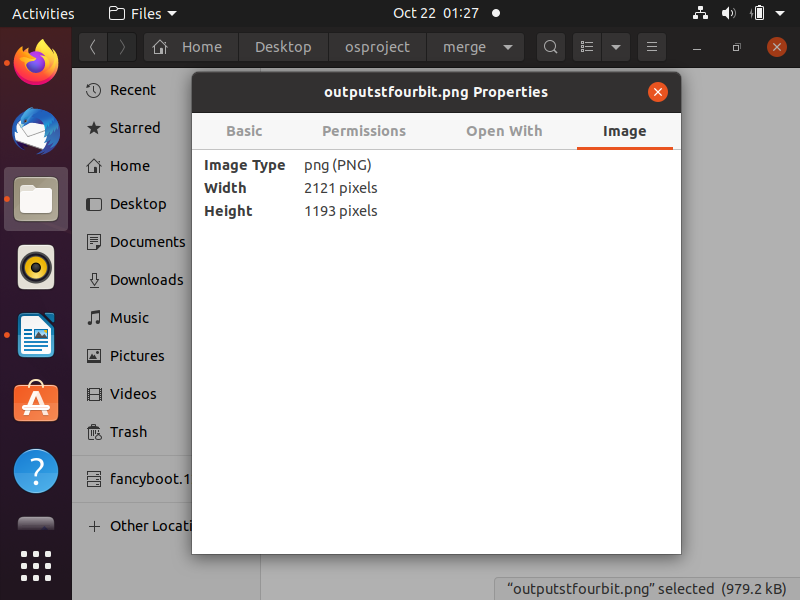 Activities Files Oct 22 01:27
Home Desktop osproject merge
Recent
Starred
Home
Desktop
Documents
Downloads
Music
Pictures
Videos
Trash
fancyboot.1
Other Locati
outputstfourbit.png Properties
Basic Permissions Open With Image
Image Type png (PNG)
Width 2121 pixels
Height 1193 pixels
“outputstfourbit.png” selected (979.2 kB)